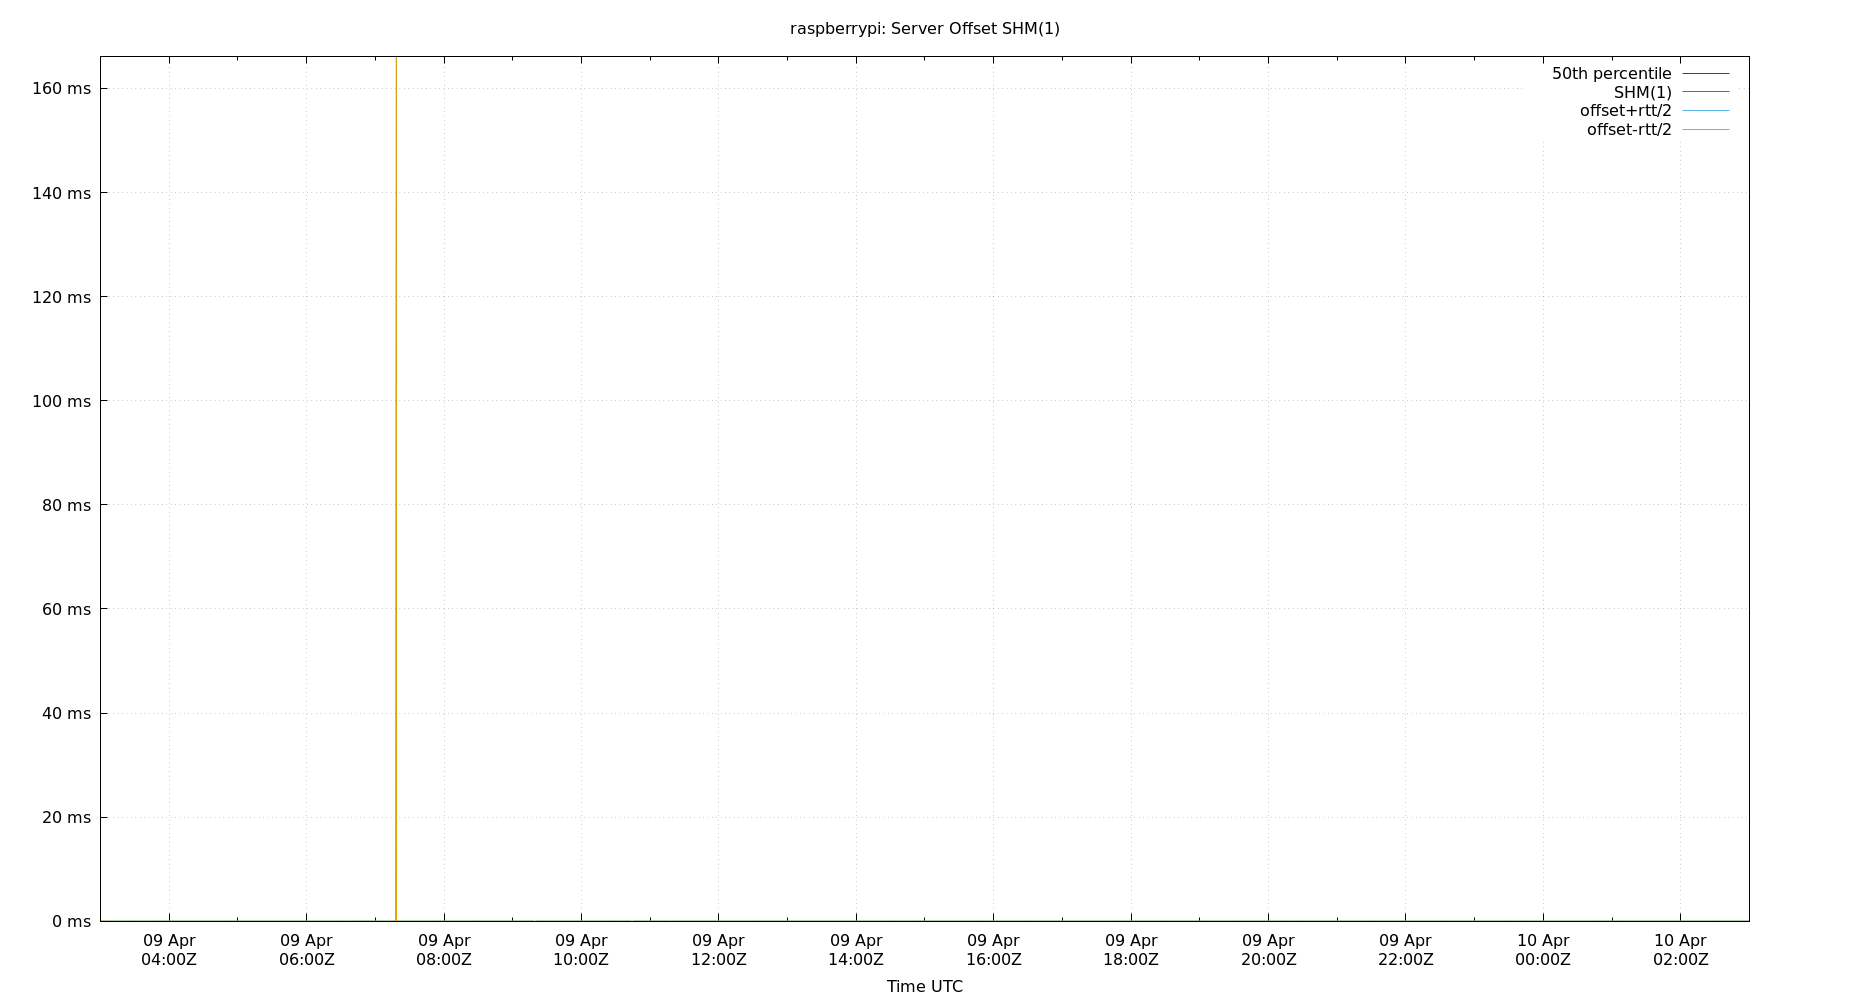 raspberrypi: Server Offset SHM(1)
50th percentile
SHM(1)
offset+rtt/2
offset-rtt/2
160 ms
140 ms
120 ms
100 ms
80 ms
60 ms
40 ms
20 ms
0 ms
09 Apr 09 Apr 09 Apr 09 Apr 09 Apr 09 Apr 09 Apr 09 Apr 09 Apr 09 Apr 10 Apr 10 Apr
04:00Z 06:00Z 08:00Z 10:00Z 12:00Z 14:00Z 16:00Z 18:00Z 20:00Z 22:00Z 00:00Z 02:00Z
Time UTC